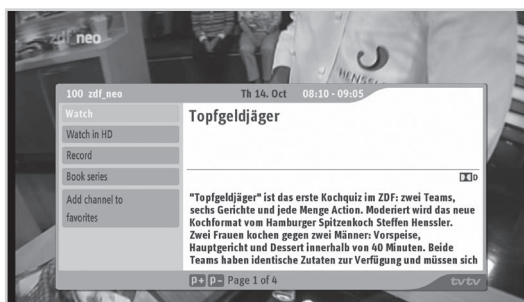 zdf_neo
HENSSLE
100 zdf_neo Th 14. Oct 08:10 - 09:05
Watch
Watch in HD
Record
Book series
Add channel to
favorites
Topfgeldjäger
D
"Topfgeldjäger" ist das erste Kochquiz im ZDF: zwei Teams,
sechs Gerichte und jede Menge Action. Moderiert wird das neue
Kochformat vom Hamburger Spitzenkoch Steffen Henssler.
Zwei Frauen kochen gegen zwei Männer: Vorspeise,
Hauptgericht und Dessert innerhalb von 40 Minuten. Beide
Teams haben identische Zutaten zur Verfügung und müssen sich
p+ p- Page 1 of 4
tvtv